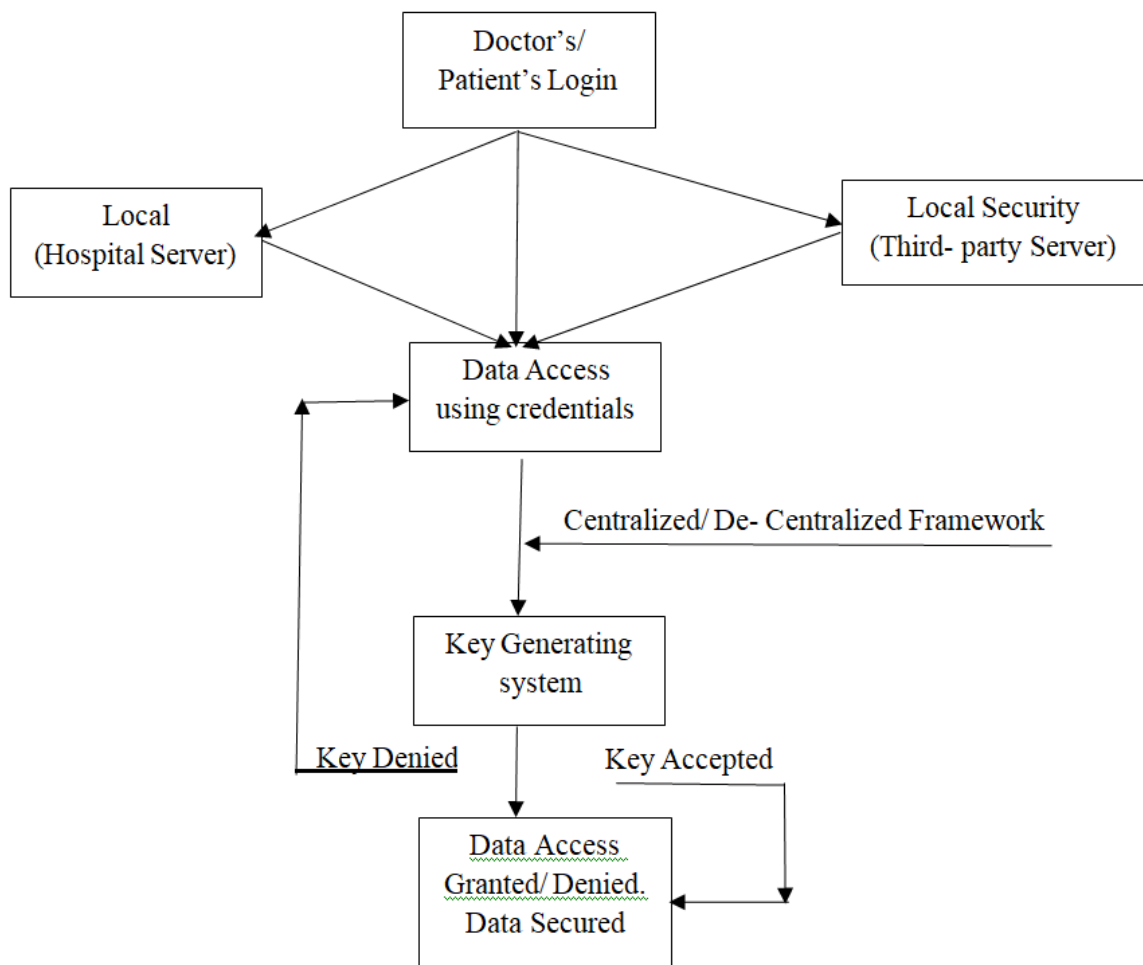 Doctor’s/
Patient’s Login
Local
(Hospital Server)
Local Security
(Third- party Server)
Data Access
using credentials
Centralized/ De- Centralized Framework
Key Generating
system
Key Denied
Key Accepted
Data Access
Granted/ Denied.
Data Secured